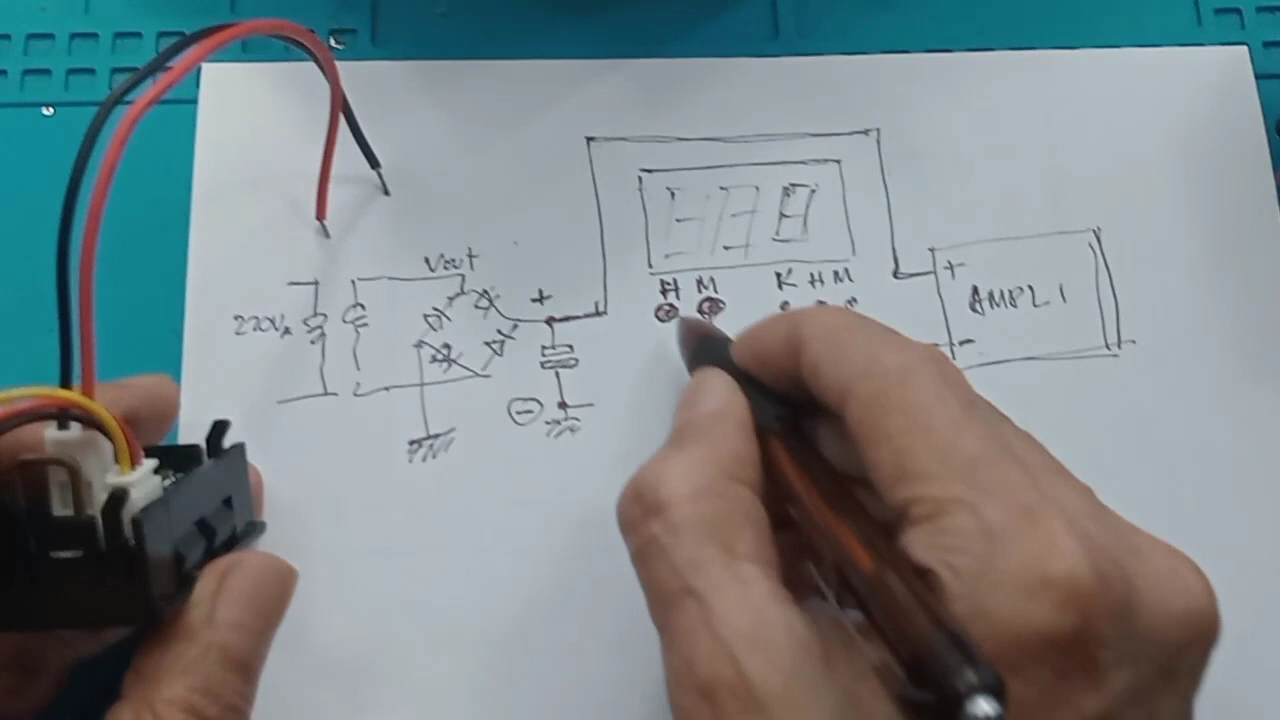 Vout
+
220V
H M
K H M
+
AMPLI
-
-